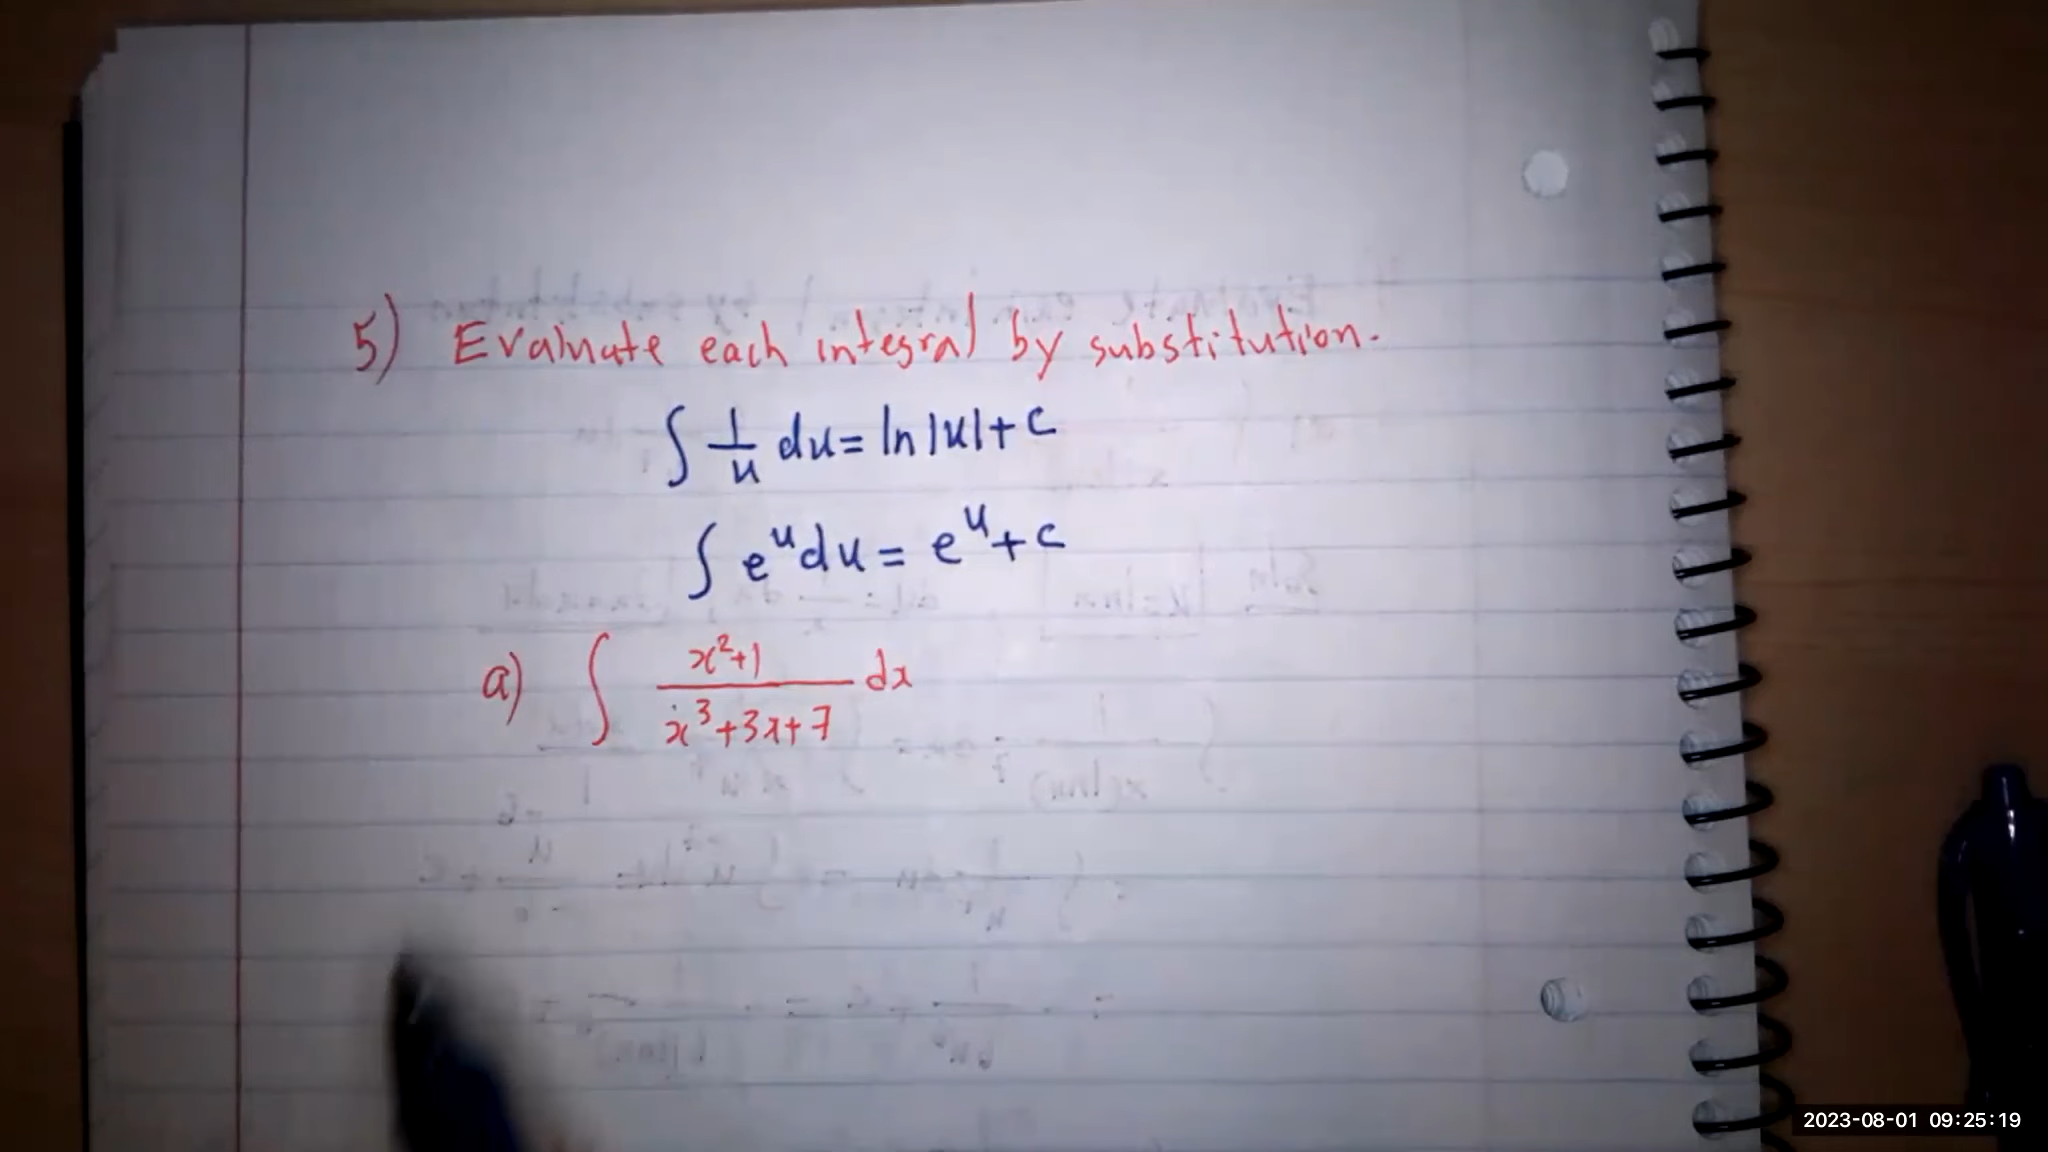 5) Evaluate each integral by substitution.
∫ 1/u du = ln|u| + c
∫ e^u du = e^u + c
a) ∫ (x²+1)/(x³+3x+7) dx
2023-08-01 09:25:19